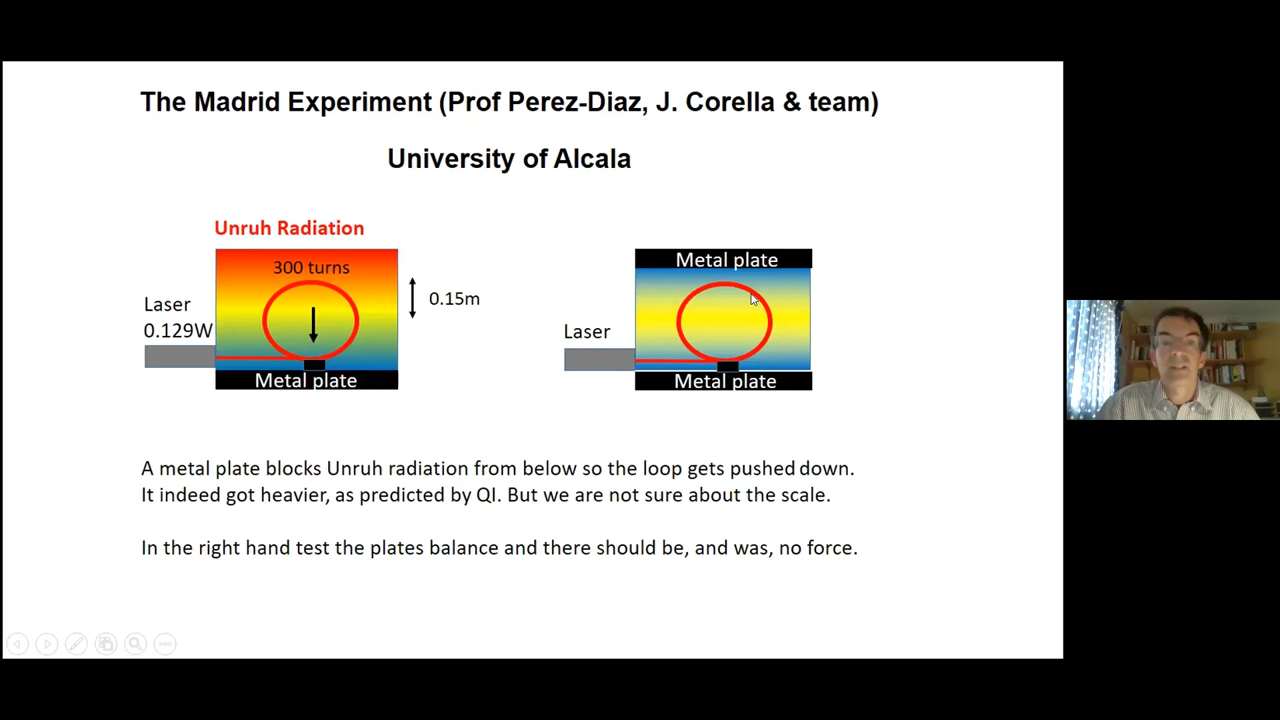 The Madrid Experiment (Prof Perez-Diaz, J. Corella & team)
University of Alcala
Unruh Radiation
300 turns
0.15m
Laser
0.129W
Metal plate
Metal plate
Laser
Metal plate
A metal plate blocks Unruh radiation from below so the loop gets pushed down.
It indeed got heavier, as predicted by QI. But we are not sure about the scale.
In the right hand test the plates balance and there should be, and was, no force.